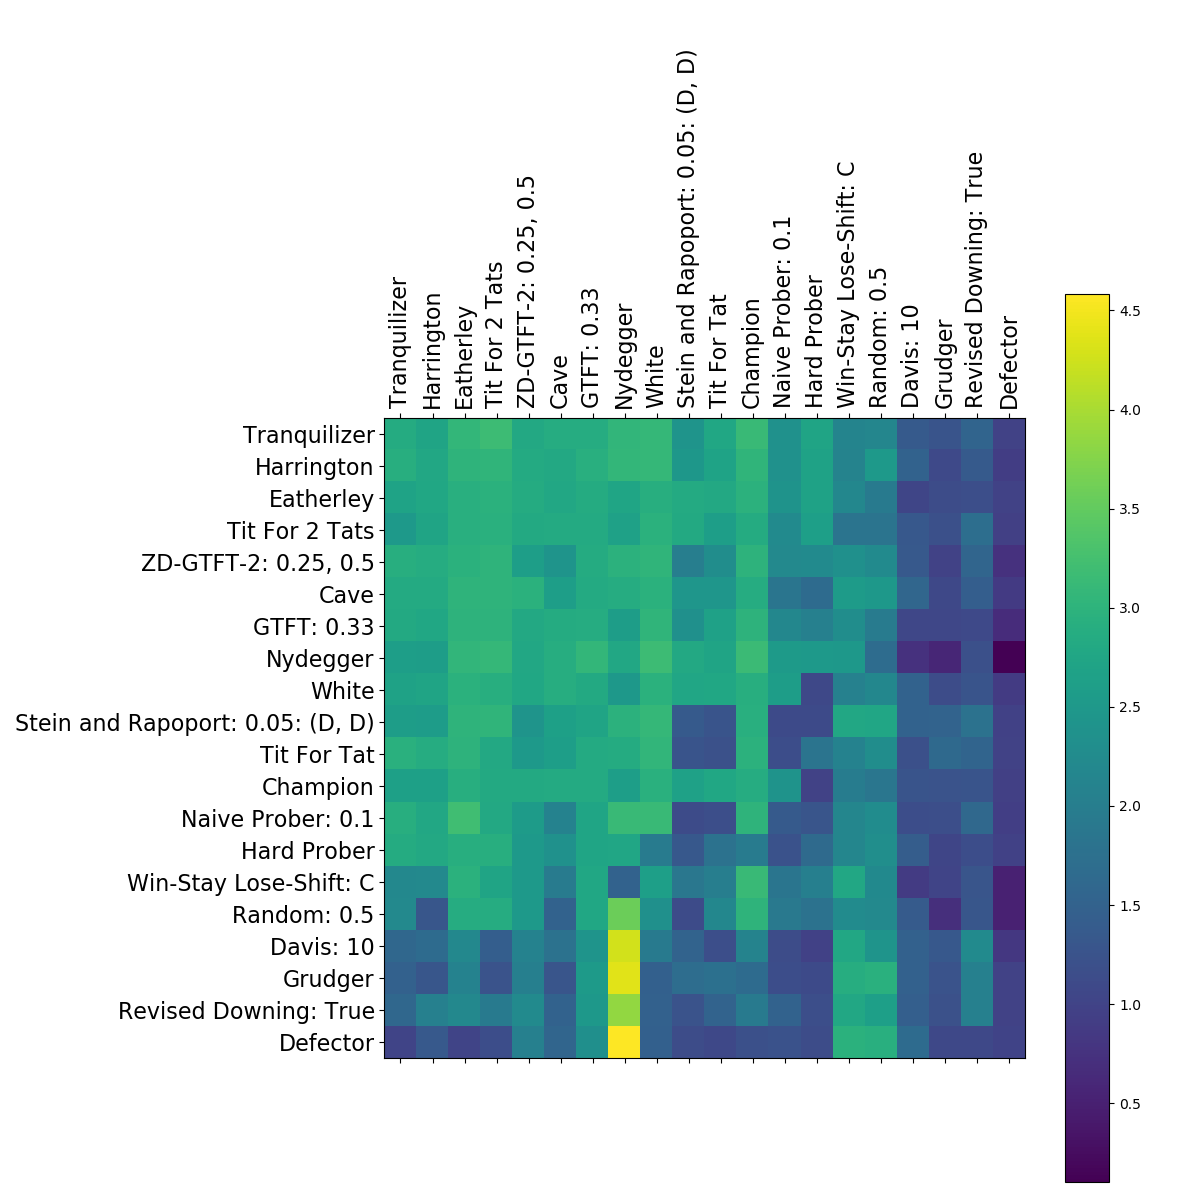 Tranquilizer
Harrington
Eatherley
Tit For 2 Tats
ZD-GTFT-2: 0.25, 0.5
Cave
GTFT: 0.33
Nydegger
White
Stein and Rapoport: 0.05: (D, D)
Tit For Tat
Champion
Naive Prober: 0.1
Hard Prober
Win-Stay Lose-Shift: C
Random: 0.5
Davis: 10
Grudger
Revised Downing: True
Defector
Tranquilizer
Harrington
Eatherley
Tit For 2 Tats
ZD-GTFT-2: 0.25, 0.5
Cave
GTFT: 0.33
Nydegger
White
Stein and Rapoport: 0.05: (D, D)
Tit For Tat
Champion
Naive Prober: 0.1
Hard Prober
Win-Stay Lose-Shift: C
Random: 0.5
Davis: 10
Grudger
Revised Downing: True
Defector
4.5
4.0
3.5
3.0
2.5
2.0
1.5
1.0
0.5